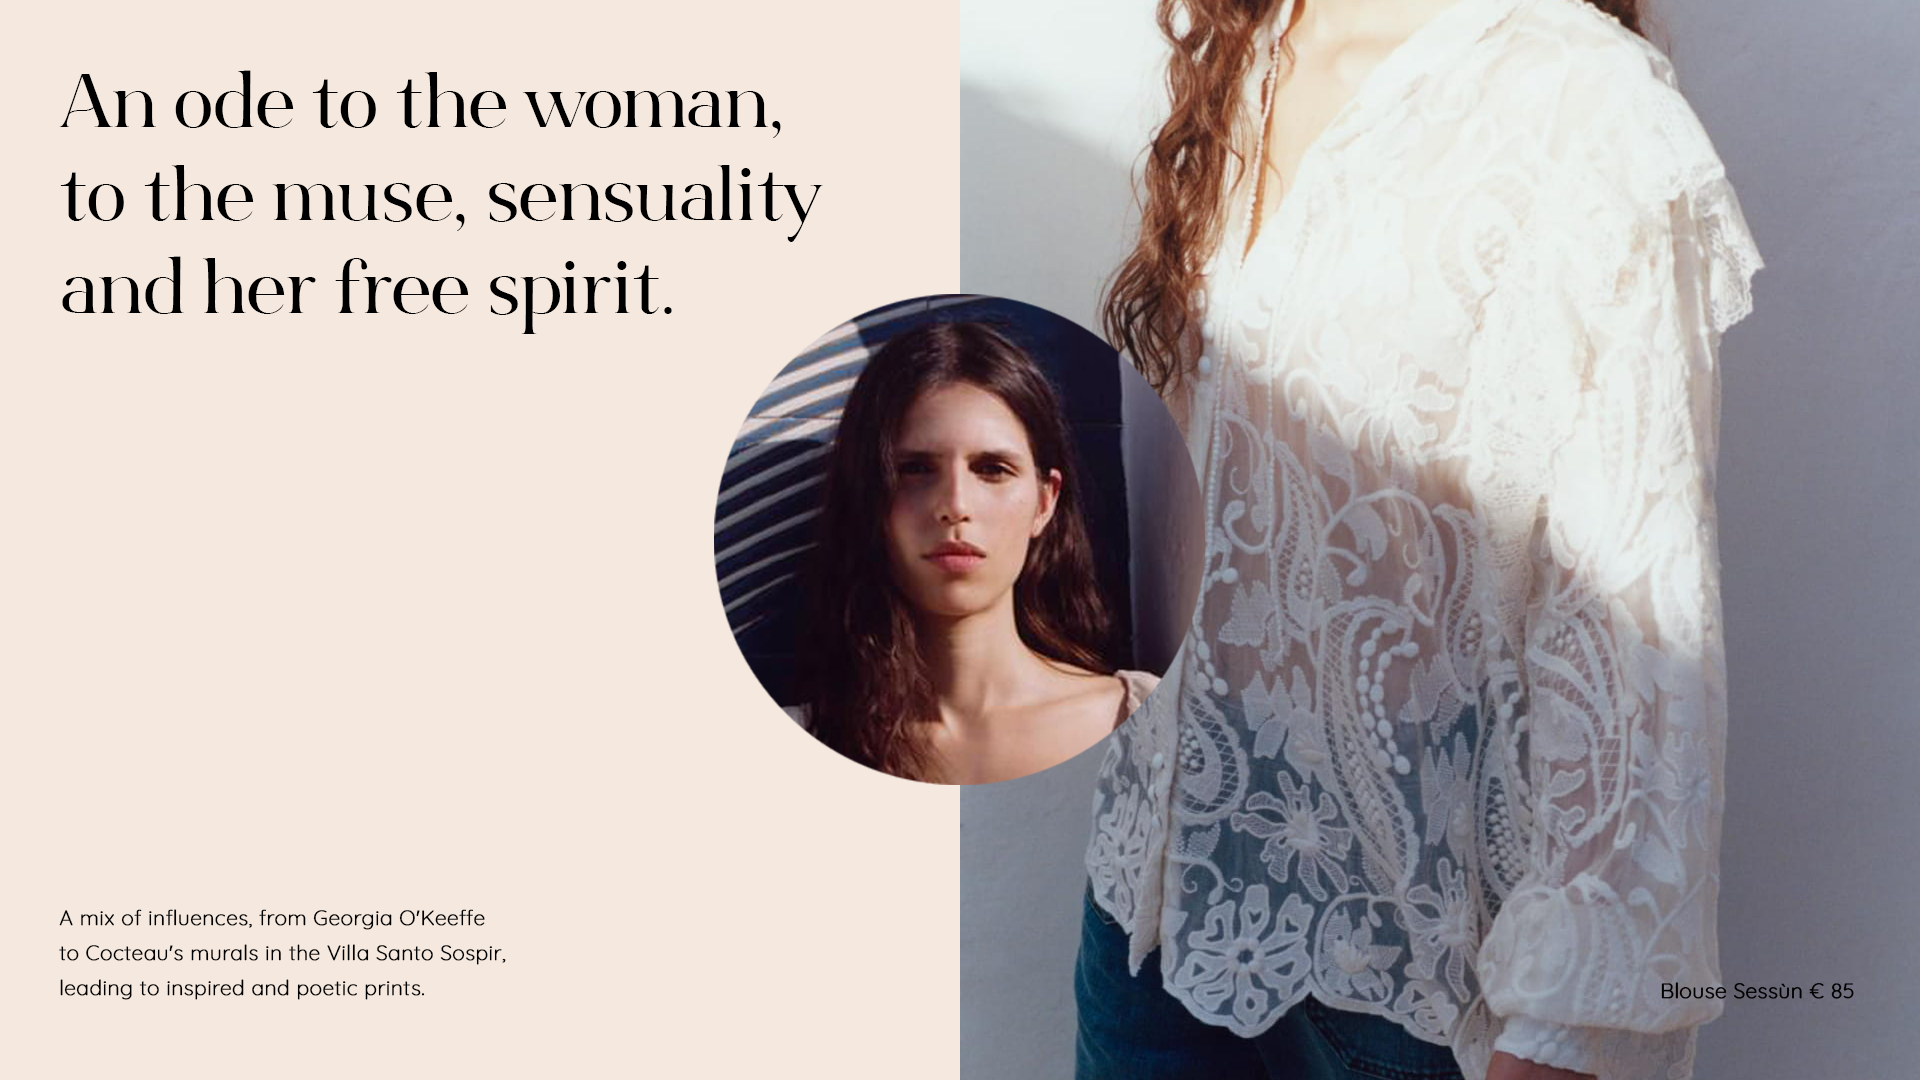 An ode to the woman,
to the muse, sensuality
and her free spirit.
A mix of influences, from Georgia O'Keeffe
to Cocteau's murals in the Villa Santo Sospir,
leading to inspired and poetic prints.
Blouse Sessùn € 85